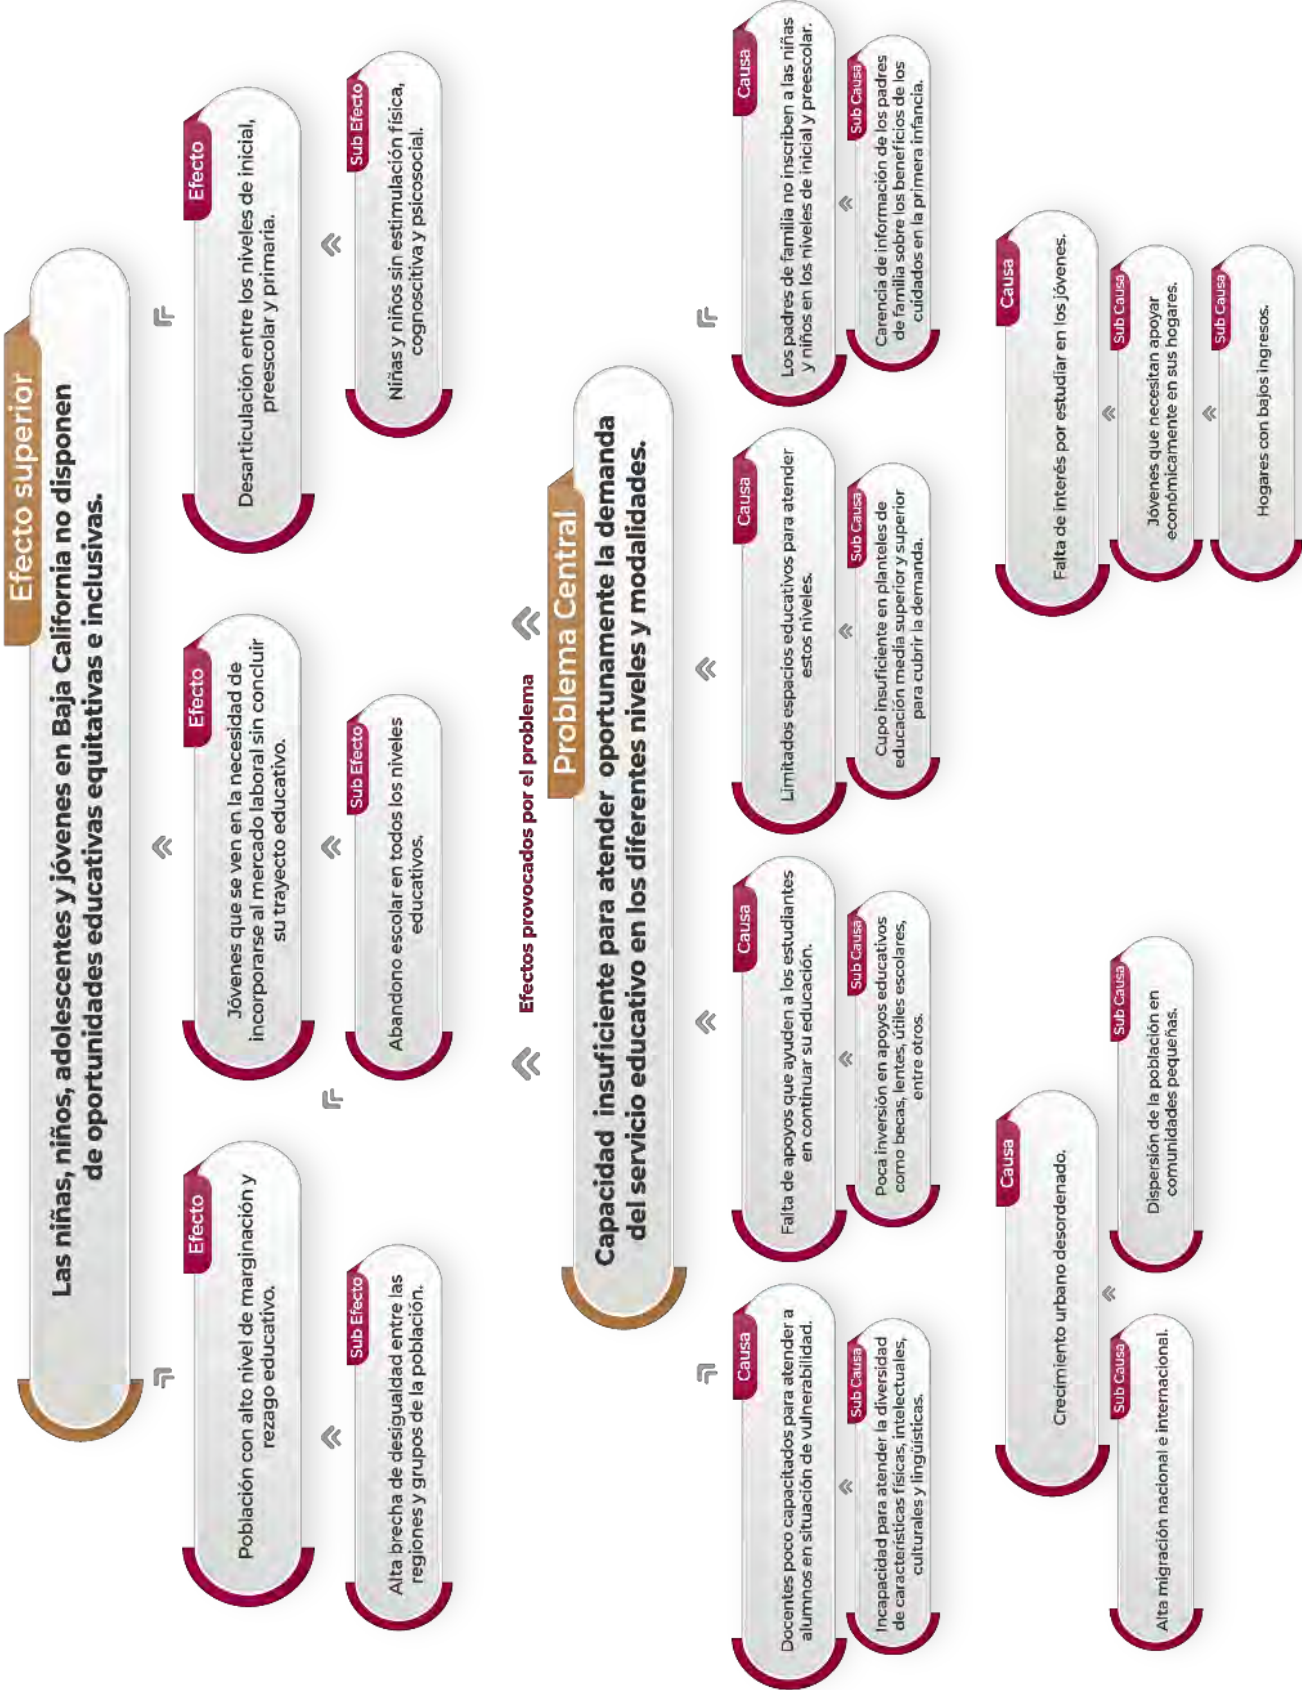 Efecto superior
Las niñas, niños, adolescentes y jóvenes en Baja California no disponen
de oportunidades educativas equitativas e inclusivas.
Efecto
Población con alto nivel de marginación y
rezago educativo.
Efecto
Jóvenes que se ven en la necesidad de
incorporarse al mercado laboral sin concluir
su trayecto educativo.
Efecto
Desarticulación entre los niveles de inicial,
preescolar y primaria.
Sub Efecto
Alta brecha de desigualdad entre las
regiones y grupos de la población.
Sub Efecto
Abandono escolar en todos los niveles
educativos.
Sub Efecto
Niñas y niños sin estimulación física,
cognoscitiva y psicosocial.
Efectos provocados por el problema
Problema Central
Capacidad insuficiente para atender oportunamente la demanda
del servicio educativo en los diferentes niveles y modalidades.
Causa
Docentes poco capacitados para atender a
alumnos en situación de vulnerabilidad.
Causa
Falta de apoyos que ayuden a los estudiantes
en continuar su educación.
Causa
Limitados espacios educativos para atender
estos niveles.
Causa
Los padres de familia no inscriben a las niñas
y niños en los niveles de inicial y preescolar.
Sub Causa
Incapacidad para atender la diversidad
de características físicas, intelectuales,
culturales y lingüísticas.
Sub Causa
Poca inversión en apoyos educativos
como becas, lentes, útiles escolares,
entre otros.
Sub Causa
Cupo insuficiente en planteles de
educación media superior y superior
para cubrir la demanda.
Sub Causa
Carencia de información de los padres
de familia sobre los beneficios de los
cuidados en la primera infancia.
Causa
Crecimiento urbano desordenado.
Causa
Falta de interés por estudiar en los jóvenes.
Sub Causa
Alta migración nacional e internacional.
Sub Causa
Dispersión de la población en
comunidades pequeñas.
Sub Causa
Jóvenes que necesitan apoyar
económicamente en sus hogares.
Sub Causa
Hogares con bajos ingresos.